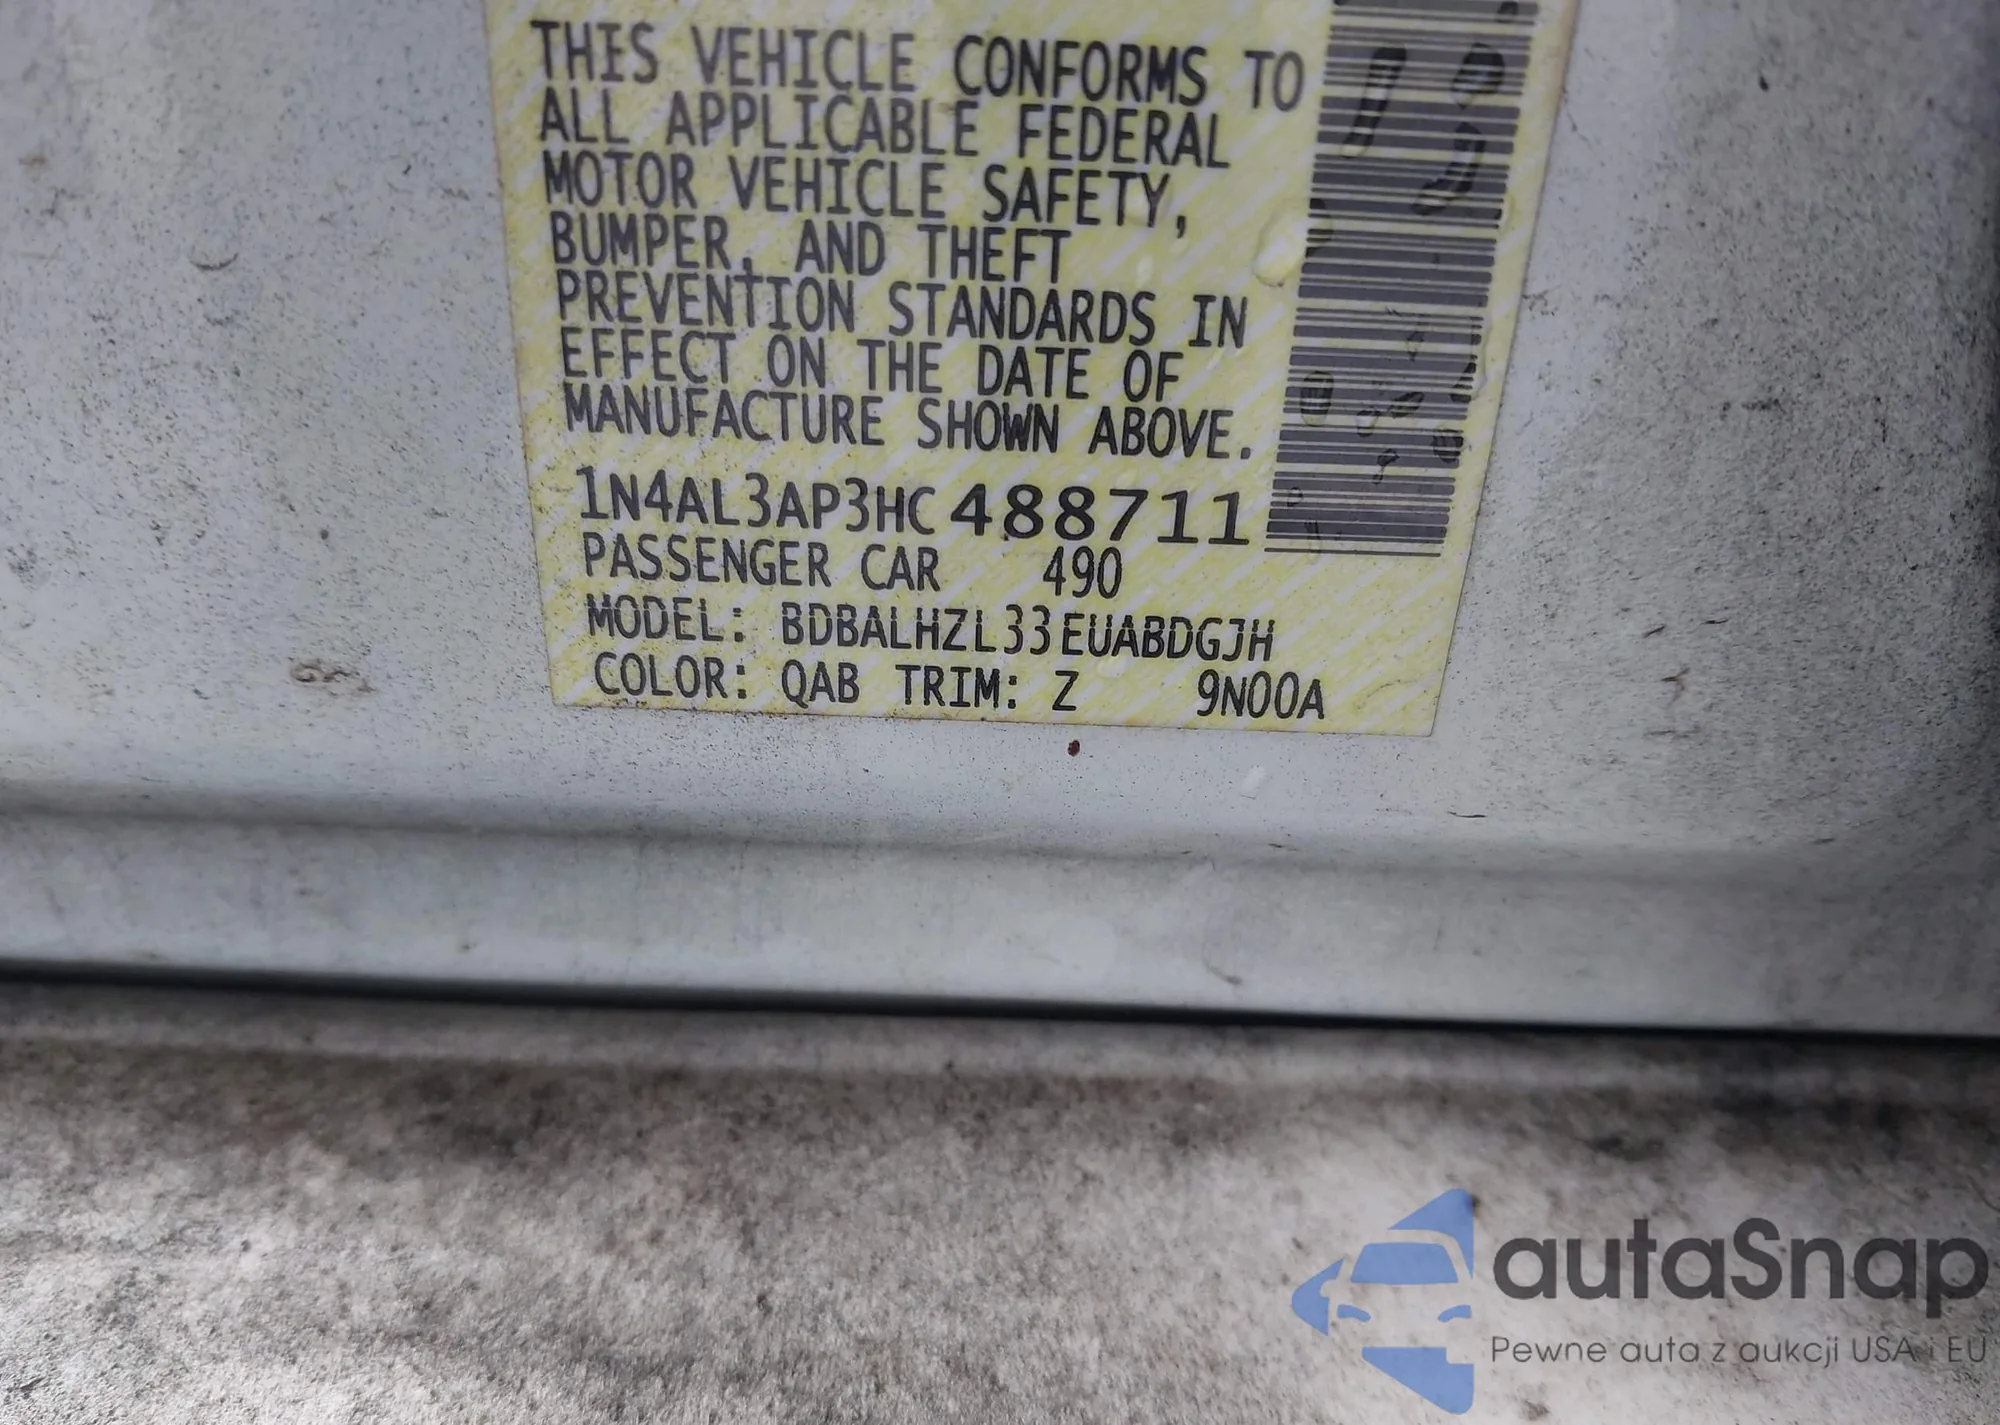 THIS VEHICLE CONFORMS TO
ALL APPLICABLE FEDERAL
MOTOR VEHICLE SAFETY,
BUMPER, AND THEFT
PREVENTION STANDARDS IN
EFFECT ON THE DATE OF
MANUFACTURE SHOWN ABOVE.
1N4AL3AP3HC488711
PASSENGER CAR 490
MODEL: BDBALHZL33EUABDGJH
COLOR: QAB TRIM: Z 9N00A
autaSnap
Pewne auta z aukcji USA i EU